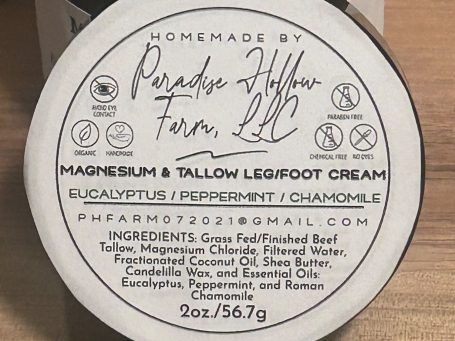 HOMEMADE BY
Paradise Hollow
Farm, LLC
AVOID EYE
CONTACT
PARABEN FREE
ORGANIC
HANDMADE
CHEMICAL FREE
NO DYES
MAGNESIUM & TALLOW LEG/FOOT CREAM
EUCALYPTUS / PEPPERMINT / CHAMOMILE
PHFARM072021@GMAIL.COM
INGREDIENTS: Grass Fed/Finished Beef
Tallow, Magnesium Chloride, Filtered Water,
Fractionated Coconut Oil, Shea Butter,
Candelilla Wax, and Essential Oils:
Eucalyptus, Peppermint, and Roman
Chamomile
2oz./56.7g